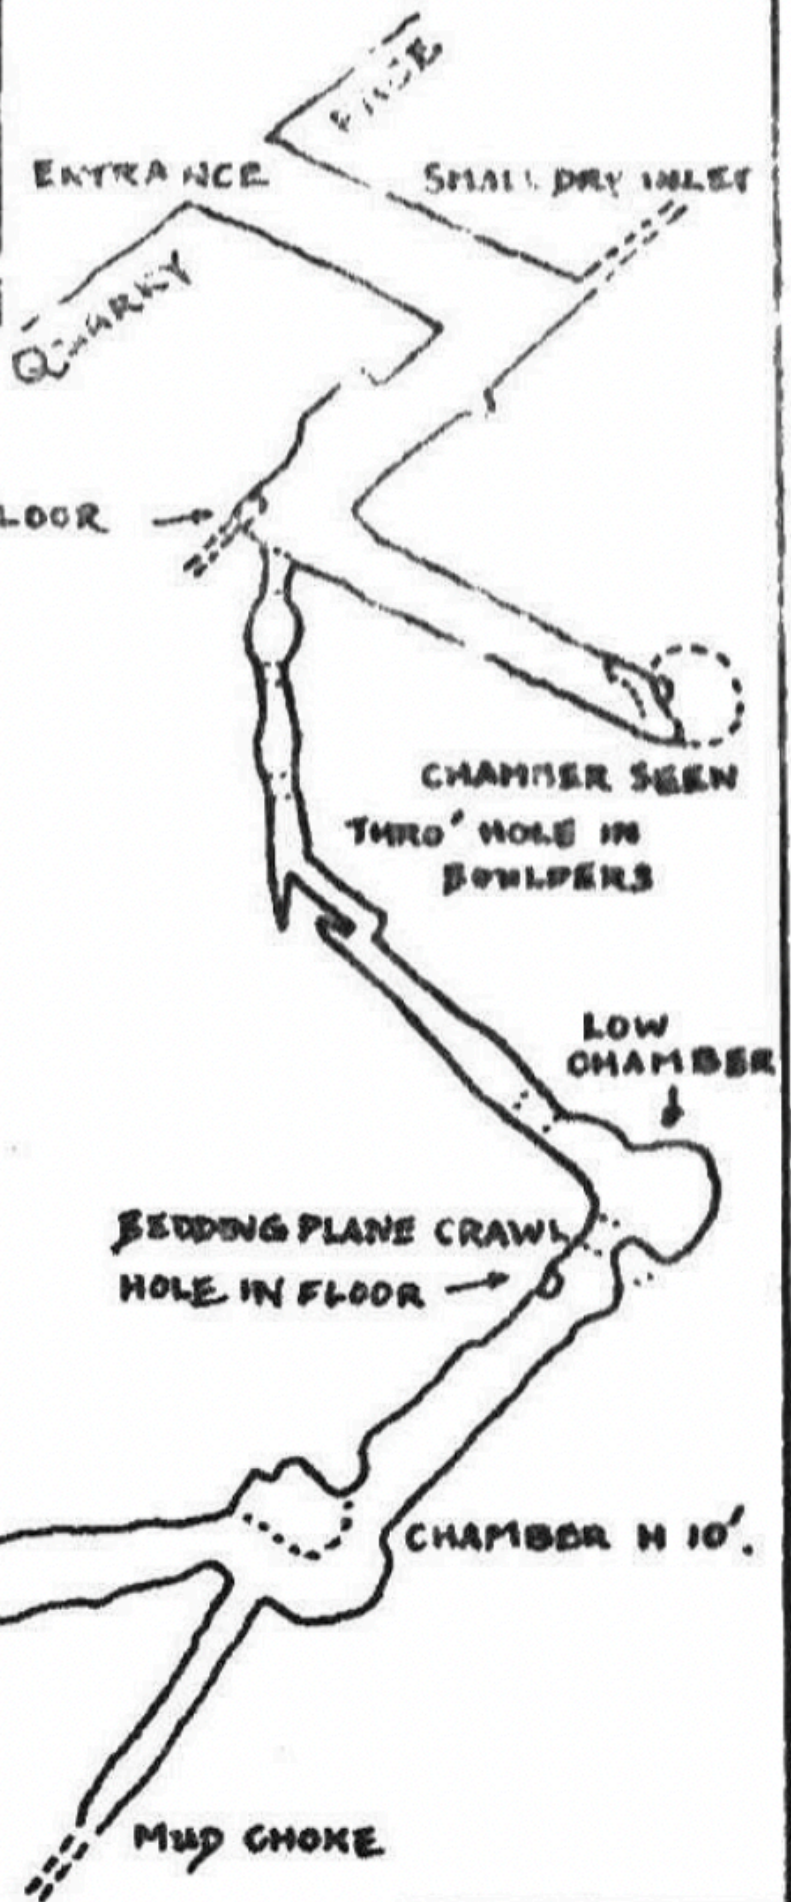 FACE
ENTRANCE
SMALL DRY INLET
QUARRY
LOOR
CHAMBER SEEN
THRO' HOLE IN
BOULDERS
LOW
CHAMBER
BEDDING PLANE CRAWL
HOLE IN FLOOR
CHAMBER H 10'.
MUD CHOKE